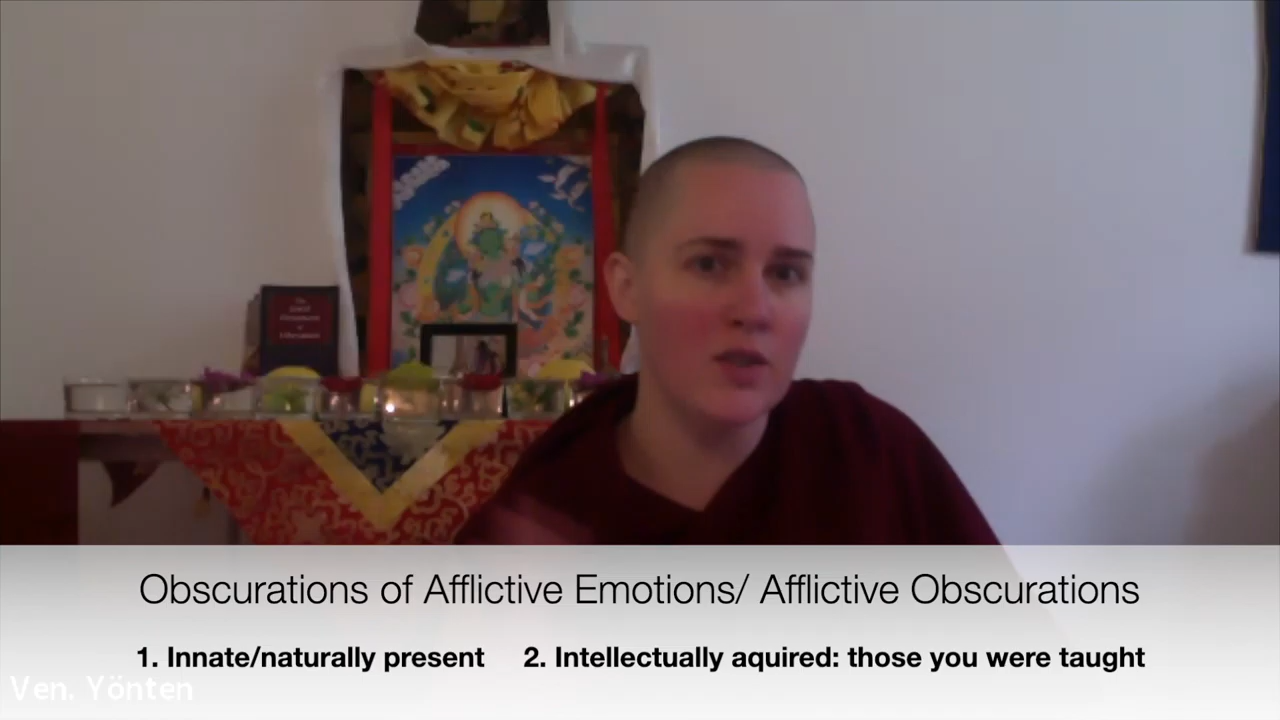 The
Obscurations of Afflictive Emotions/ Afflictive Obscurations
1. Innate/naturally present 2. Intellectually aquired: those you were taught
Ven. Yönten